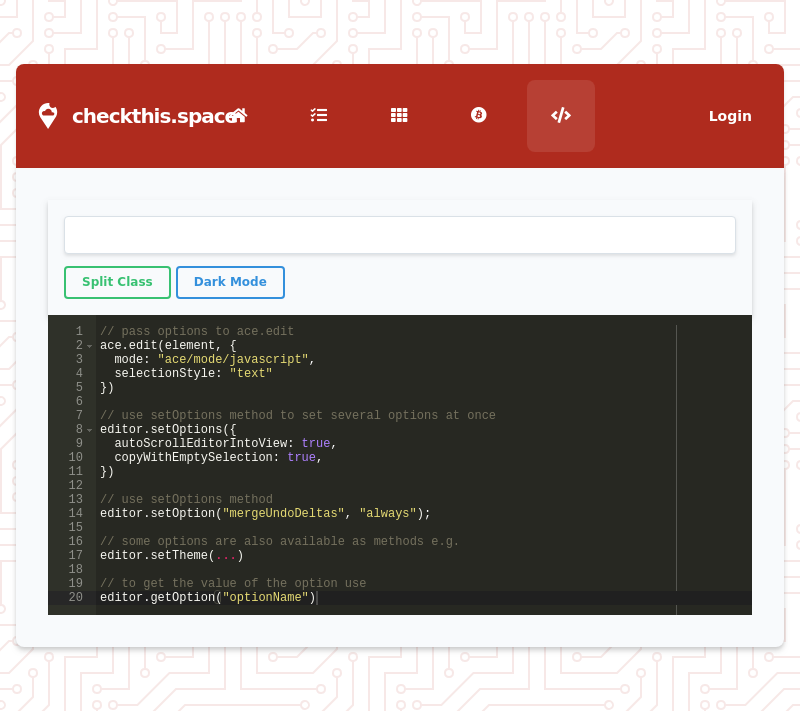 checkthis.space
Login
Split Class
Dark Mode
1 // pass options to ace.edit
2 ace.edit(element, {
3   mode: "ace/mode/javascript",
4   selectionStyle: "text"
5 })
6
7 // use setOptions method to set several options at once
8 editor.setOptions({
9   autoScrollEditorIntoView: true,
10   copyWithEmptySelection: true,
11 })
12
13 // use setOptions method
14 editor.setOption("mergeUndoDeltas", "always");
15
16 // some options are also available as methods e.g.
17 editor.setTheme(...)
18
19 // to get the value of the option use
20 editor.getOption("optionName")